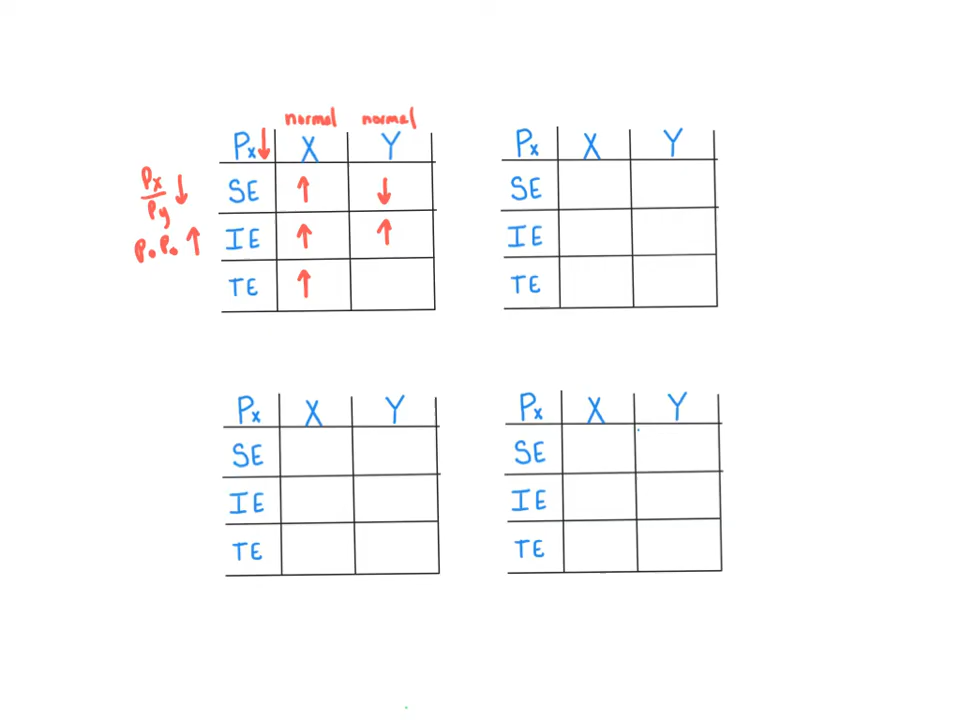 normal normal
Px↓ X Y
SE ↑ ↓
Px/Py ↓
IE ↑ ↑
P.P. ↑
TE ↑
Px X Y
SE
IE
TE
Px X Y
SE
IE
TE
Px X Y
SE
IE
TE